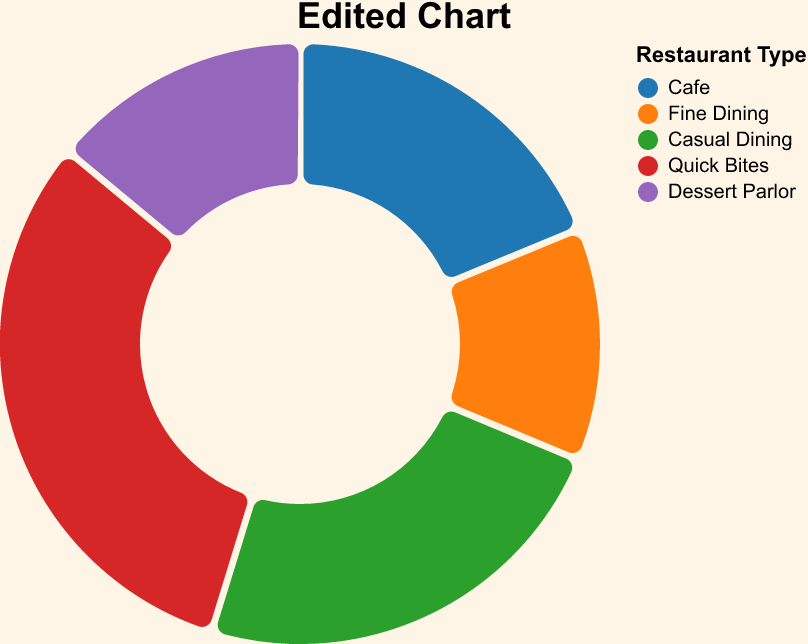 Edited Chart
Restaurant Type
Cafe
Fine Dining
Casual Dining
Quick Bites
Dessert Parlor